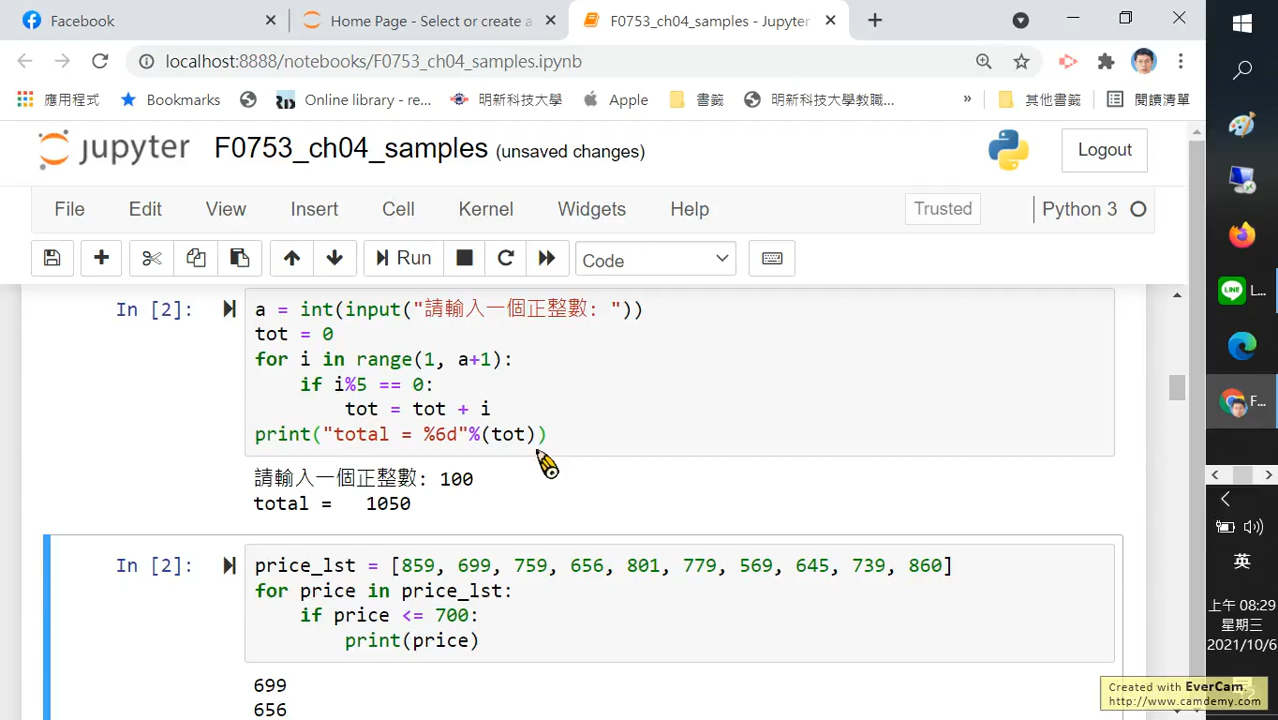 Facebook
Home Page - Select or create a
F0753_ch04_samples - Jupyter
localhost:8888/notebooks/F0753_ch04_samples.ipynb
應用程式
Bookmarks
Online library - re...
明新科技大學
Apple
書籤
明新科技大學教職...
»
其他書籤
閱讀清單
jupyter
F0753_ch04_samples (unsaved changes)
Logout
File Edit View Insert Cell Kernel Widgets Help
Trusted
Python 3
Run
Code
In [2]:
a = int(input("請輸入一個正整數: "))
tot = 0
for i in range(1, a+1):
    if i%5 == 0:
        tot = tot + i
print("total = %6d"%(tot))
請輸入一個正整數: 100
total =   1050
In [2]:
price_lst = [859, 699, 759, 656, 801, 779, 569, 645, 739, 860]
for price in price_lst:
    if price <= 700:
        print(price)
699
656
L...
F...
英
上午 08:29
星期三
2021/10/6
Created with EverCam.
http://www.camdemy.com